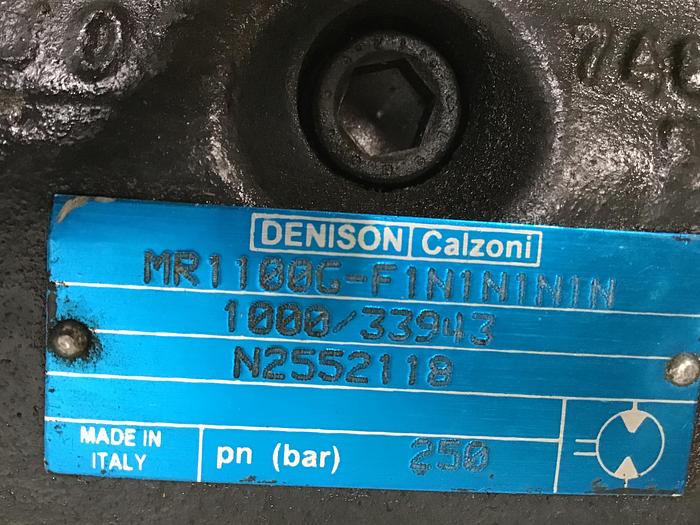 DENISON Calzoni
MR1100G-F1N1N1N1N
1000/33943
N2552118
MADE IN
ITALY
pn (bar) 250